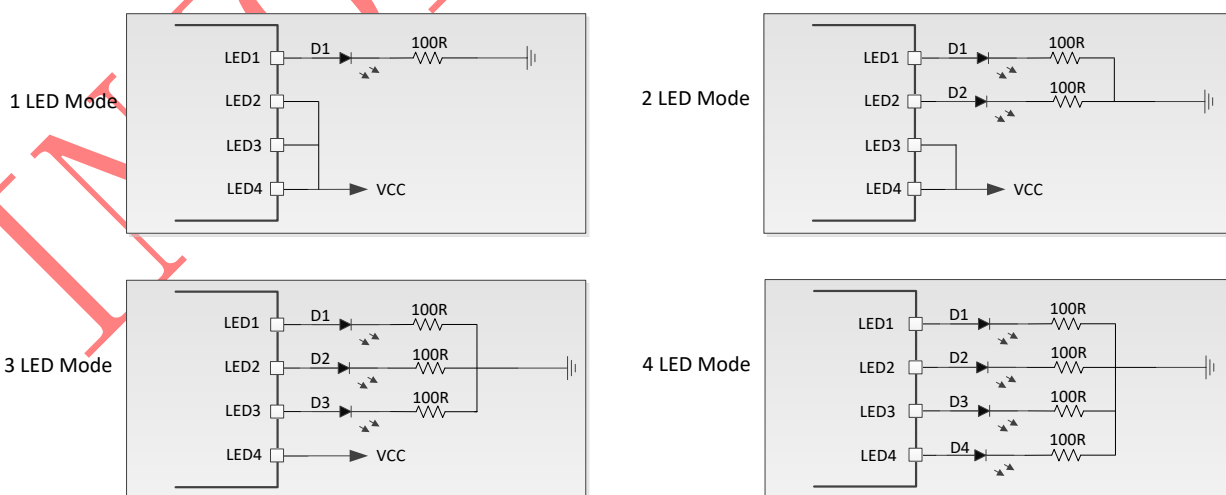 1 LED Mode
LED1
D1
100R
LED2
LED3
LED4
VCC
2 LED Mode
LED1
D1
100R
LED2
D2
100R
LED3
LED4
VCC
3 LED Mode
LED1
D1
100R
LED2
D2
100R
LED3
D3
100R
LED4
VCC
4 LED Mode
LED1
D1
100R
LED2
D2
100R
LED3
D3
100R
LED4
D4
100R